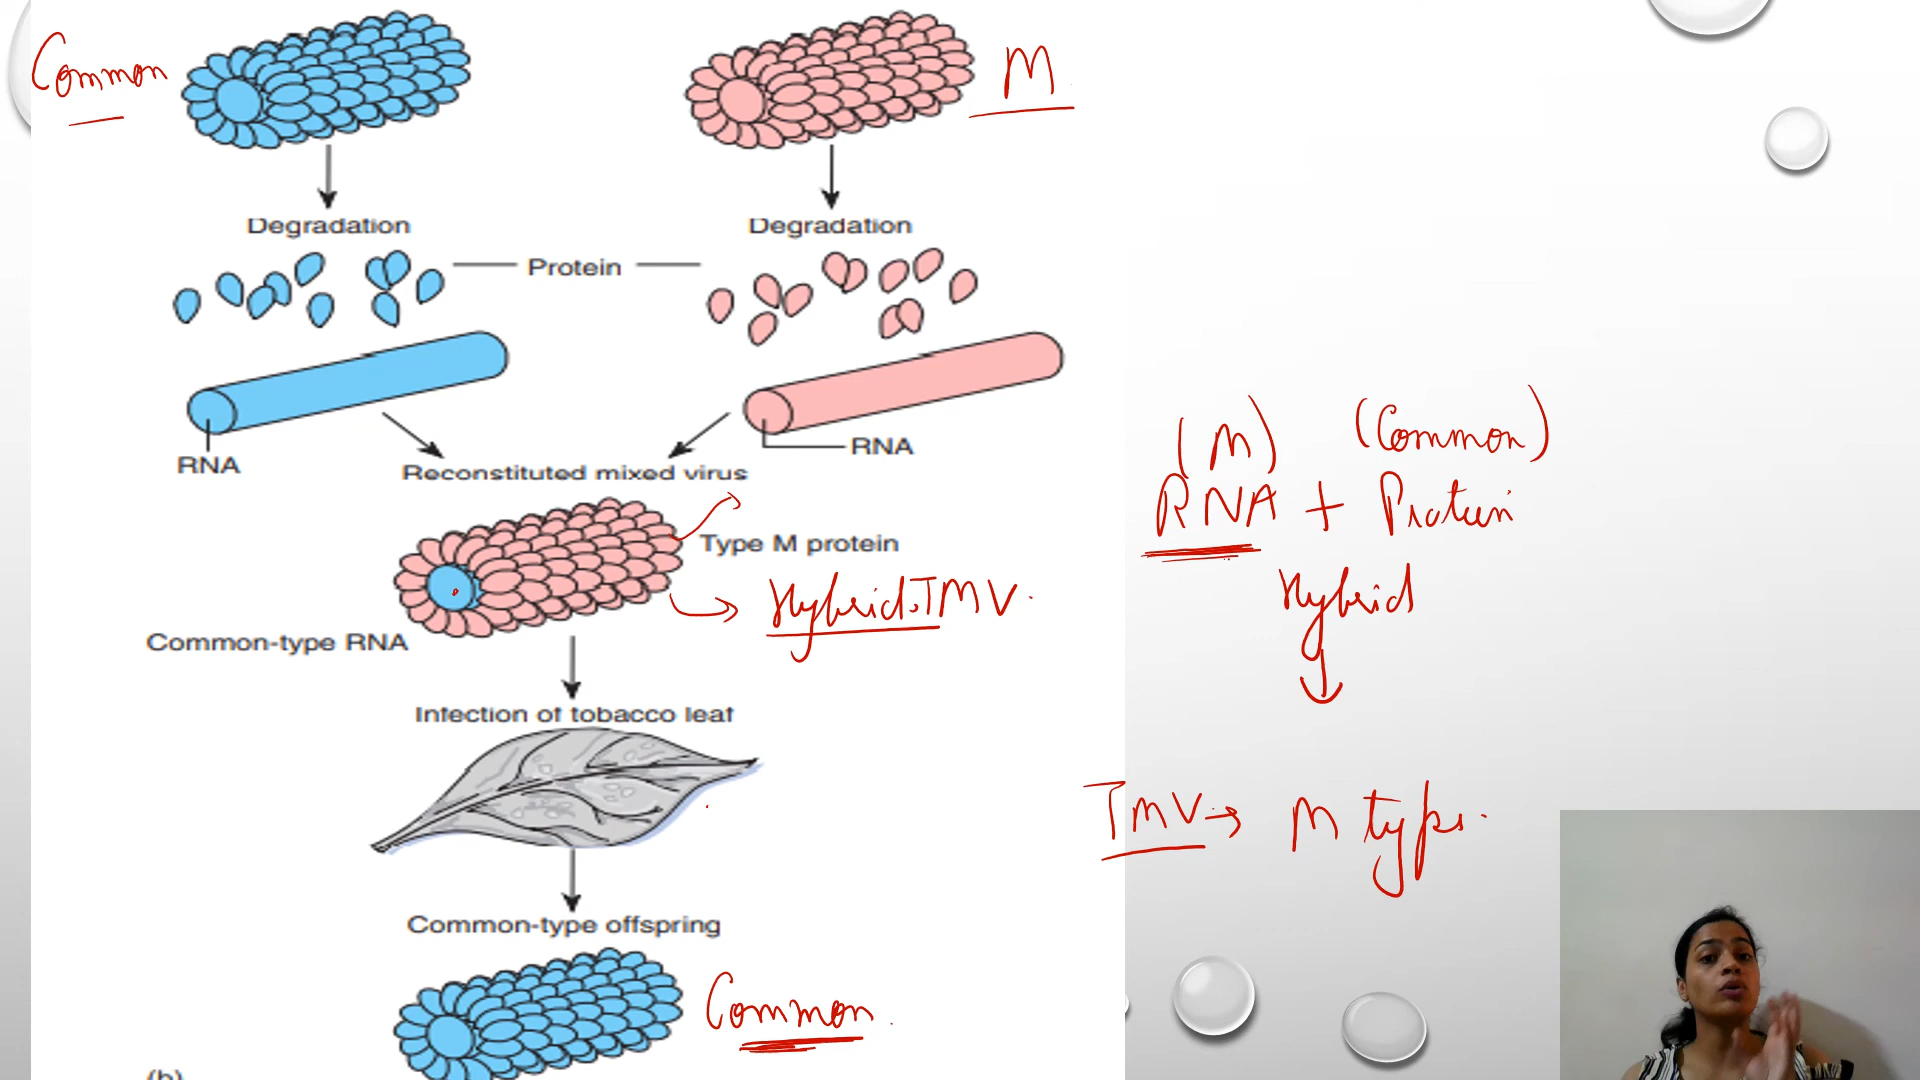 Common
M
Degradation
Degradation
Protein
RNA
RNA
Reconstituted mixed virus
Type M protein
Hybrid TMV.
Common-type RNA
Infection of tobacco leaf
Common-type offspring
Common
(b)
(M) (Common)
RNA + Protein
Hybrid
TMV → M type.